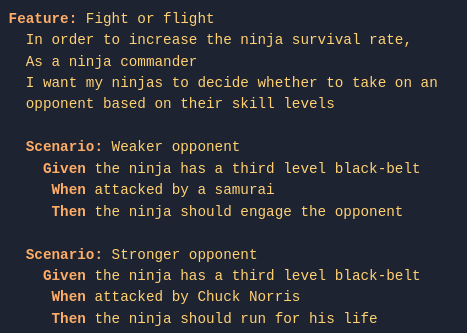 Feature: Fight or flight
In order to increase the ninja survival rate,
As a ninja commander
I want my ninjas to decide whether to take on an
opponent based on their skill levels
Scenario: Weaker opponent
Given the ninja has a third level black-belt
When attacked by a samurai
Then the ninja should engage the opponent
Scenario: Stronger opponent
Given the ninja has a third level black-belt
When attacked by Chuck Norris
Then the ninja should run for his life